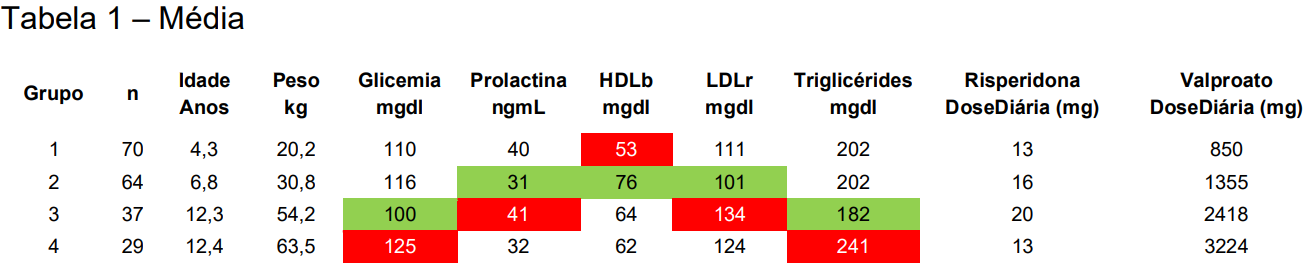 Tabela 1 – Média
Grupo n Idade Anos Peso kg Glicemia mgdl Prolactina ngmL HDLb mgdl LDLr mgdl Triglicérides mgdl Risperidona DoseDiária (mg) Valproato DoseDiária (mg)
1 70 4,3 20,2 110 40 53 111 202 13 850
2 64 6,8 30,8 116 31 76 101 202 16 1355
3 37 12,3 54,2 100 41 64 134 182 20 2418
4 29 12,4 63,5 125 32 62 124 241 13 3224